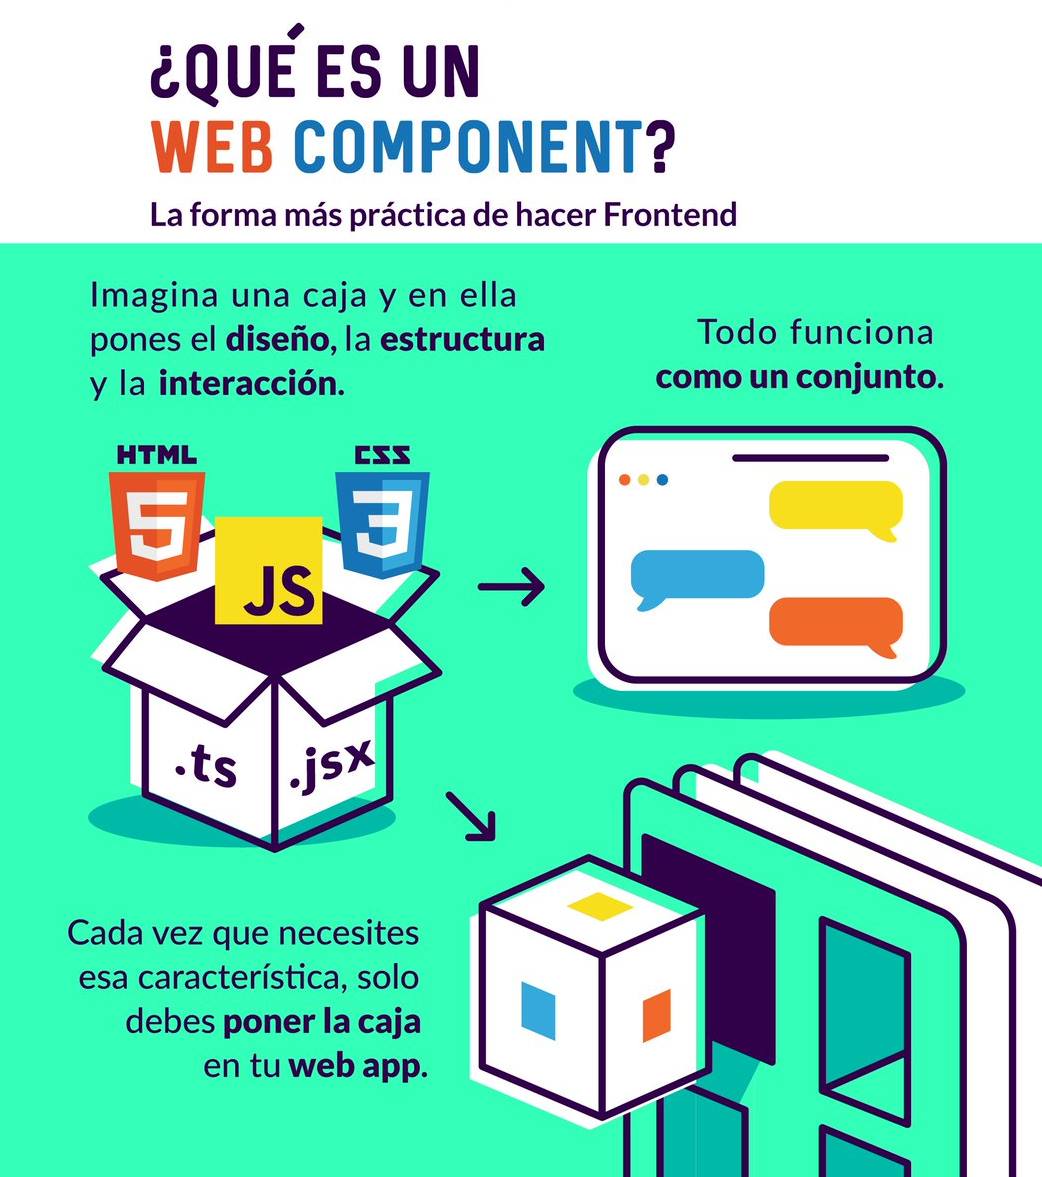 ¿QUÉ ES UN
WEB COMPONENT?
La forma más práctica de hacer Frontend
Imagina una caja y en ella
pones el diseño, la estructura
y la interacción.
Todo funciona
como un conjunto.
HTML
CSS
5
3
JS
.ts
.jsx
Cada vez que necesites
esa característica, solo
debes poner la caja
en tu web app.